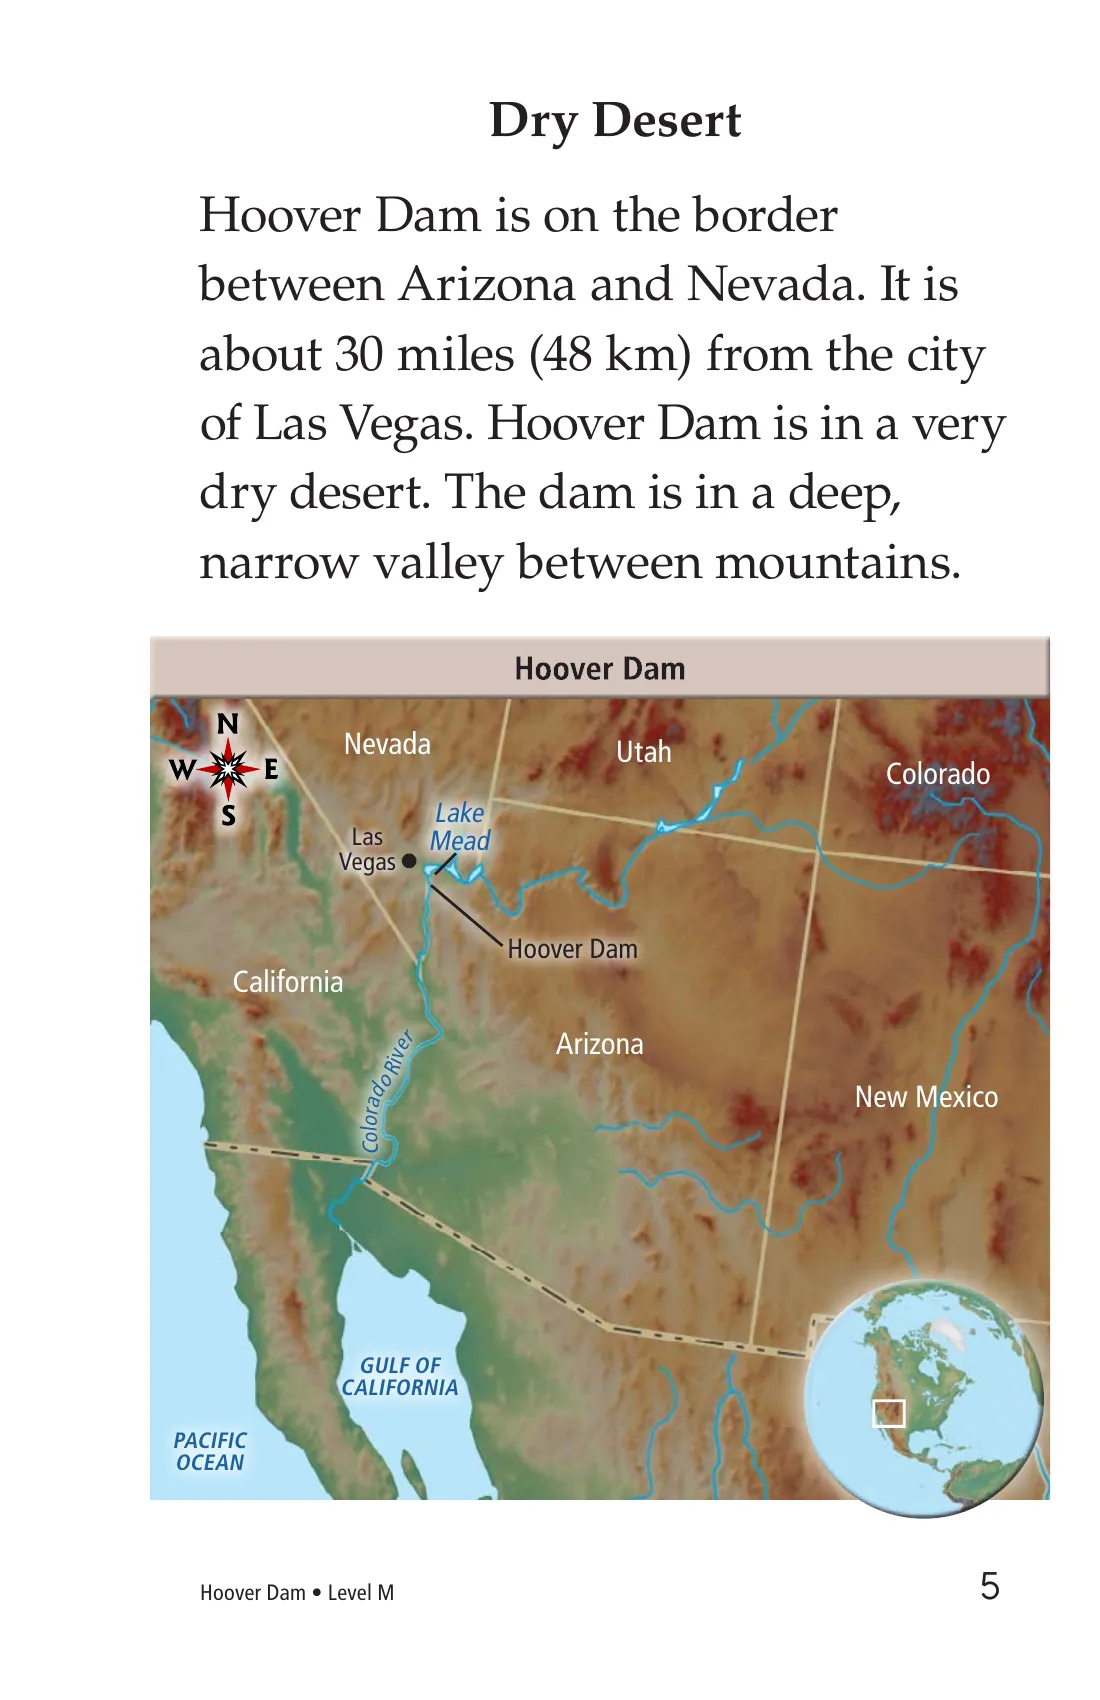 Dry Desert
Hoover Dam is on the border
between Arizona and Nevada. It is
about 30 miles (48 km) from the city
of Las Vegas. Hoover Dam is in a very
dry desert. The dam is in a deep,
narrow valley between mountains.
Hoover Dam
N
W E
S
Nevada
Utah
Colorado
Las
Vegas
Lake
Mead
Hoover Dam
California
Arizona
Colorado River
New Mexico
GULF OF
CALIFORNIA
PACIFIC
OCEAN
Hoover Dam • Level M
5